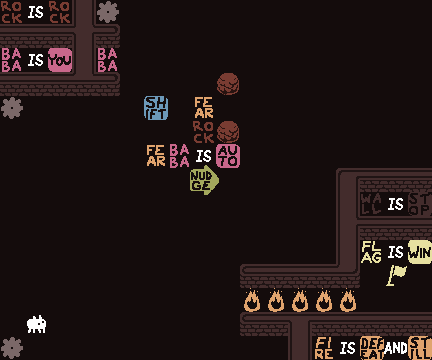 ROCK IS ROCK
BABA IS YOU BABA
SHIFT FEAR
ROCK
FEAR BABA IS AUTO
NUDGE
WALL IS STOP
FLAG IS WIN
FIRE IS DEFEAT AND STILL